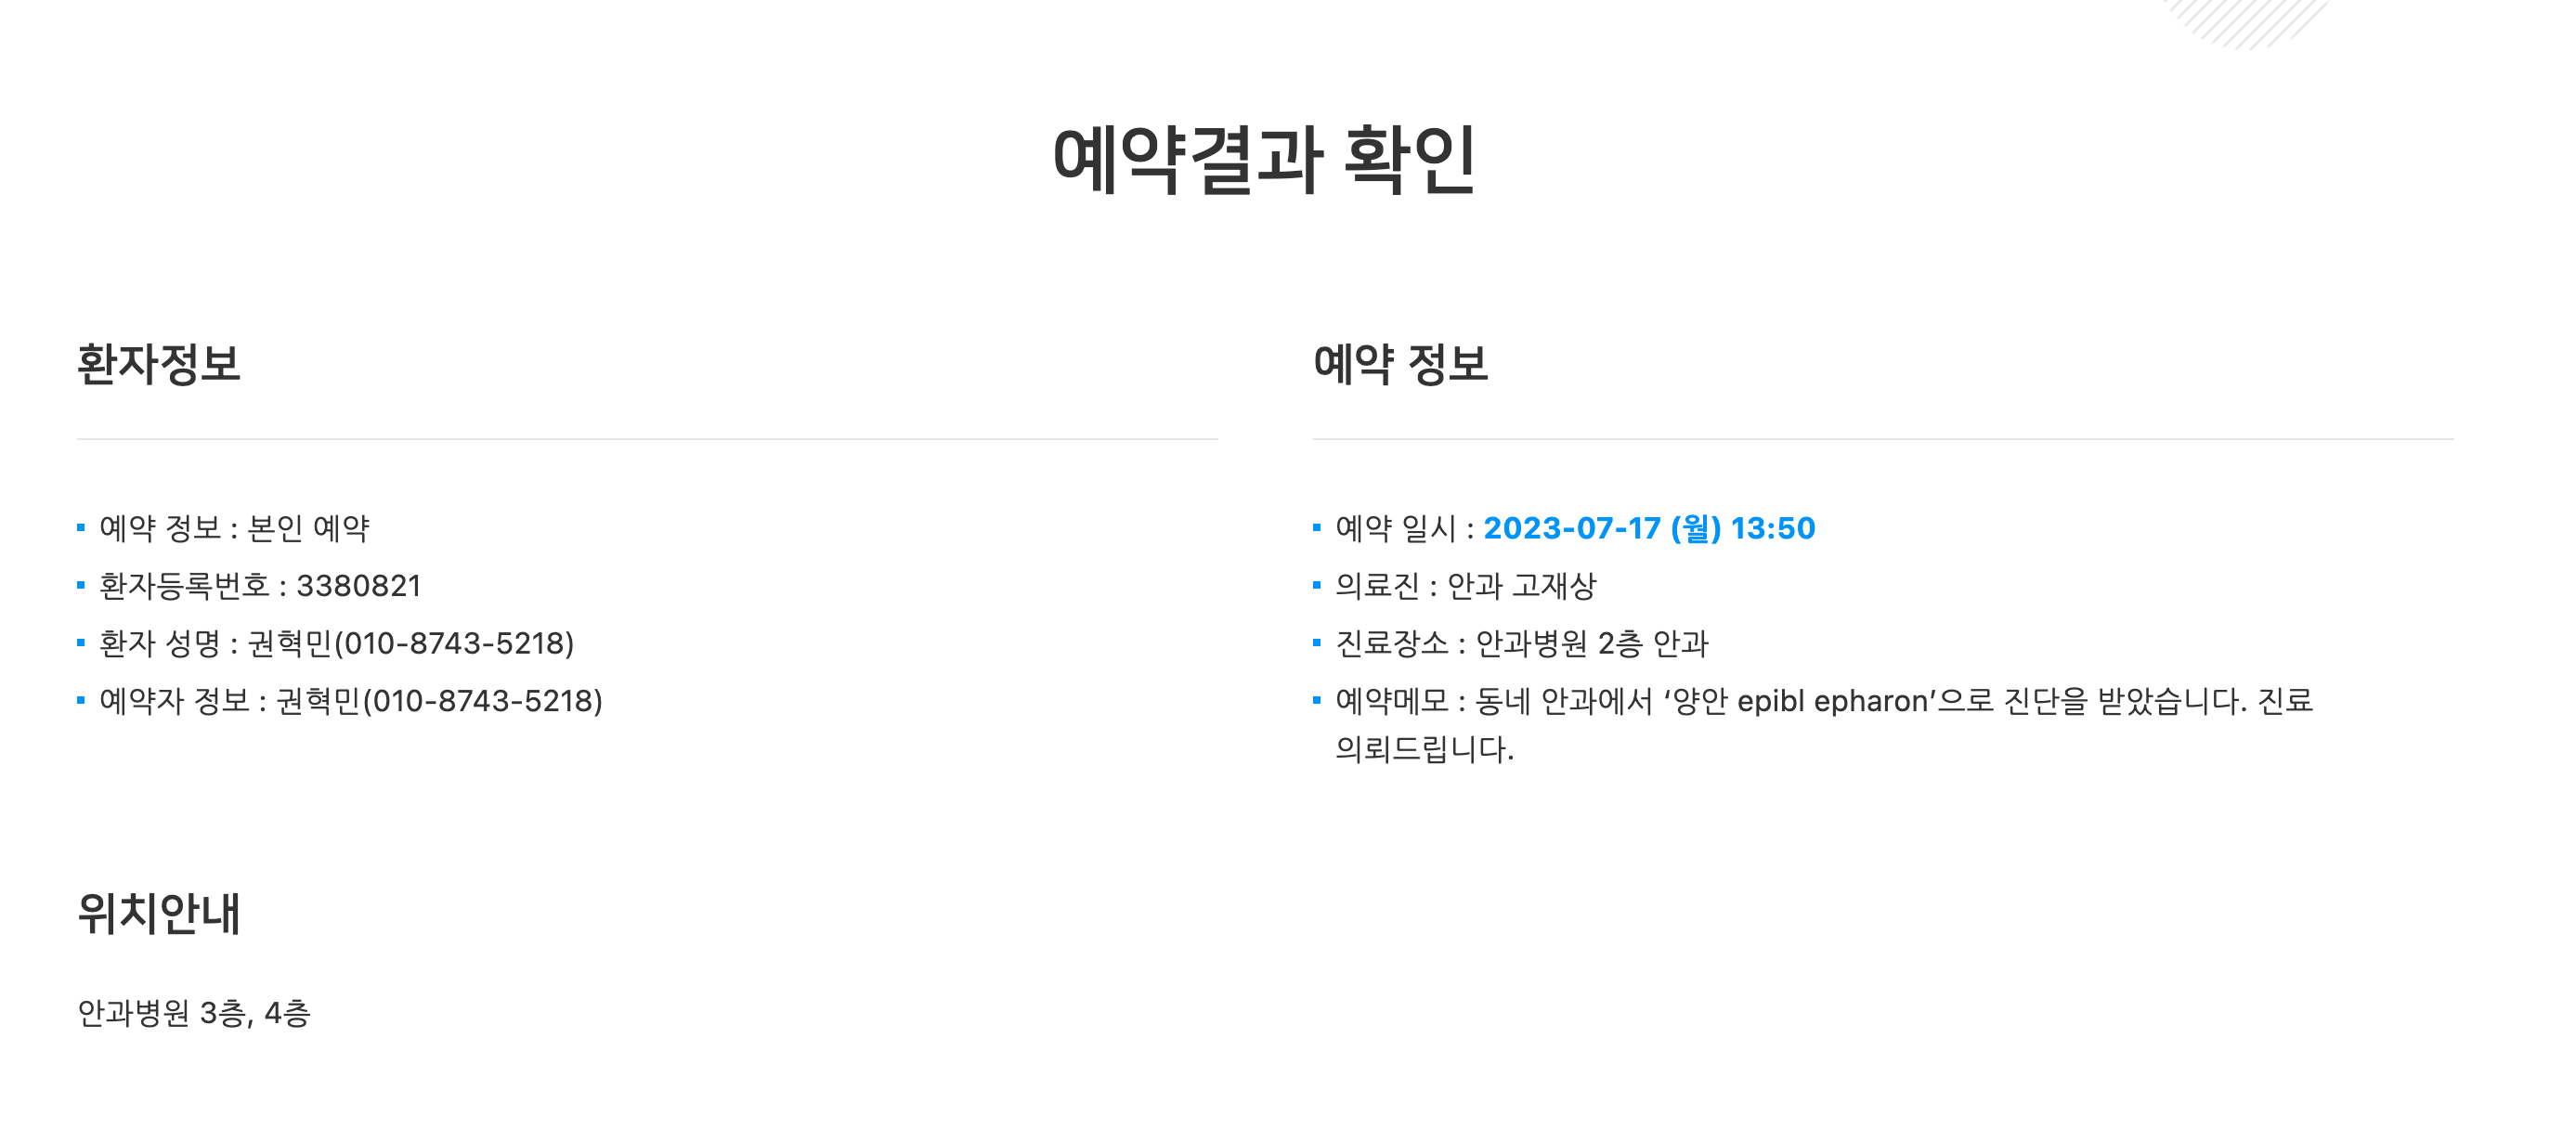 예약결과 확인
환자정보
예약 정보 : 본인 예약
환자등록번호 : 3380821
환자 성명 : 권혁민(010-8743-5218)
예약자 정보 : 권혁민(010-8743-5218)
예약 정보
예약 일시 : 2023-07-17 (월) 13:50
의료진 : 안과 고재상
진료장소 : 안과병원 2층 안과
예약메모 : 동네 안과에서 ‘양안 epibl epharon’으로 진단을 받았습니다. 진료
의뢰드립니다.
위치안내
안과병원 3층, 4층